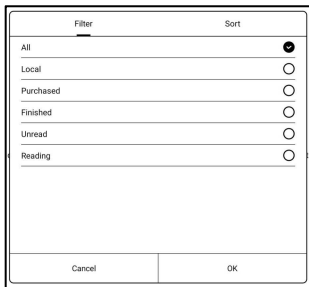 Filter Sort
All
Local
Purchased
Finished
Unread
Reading
Cancel OK